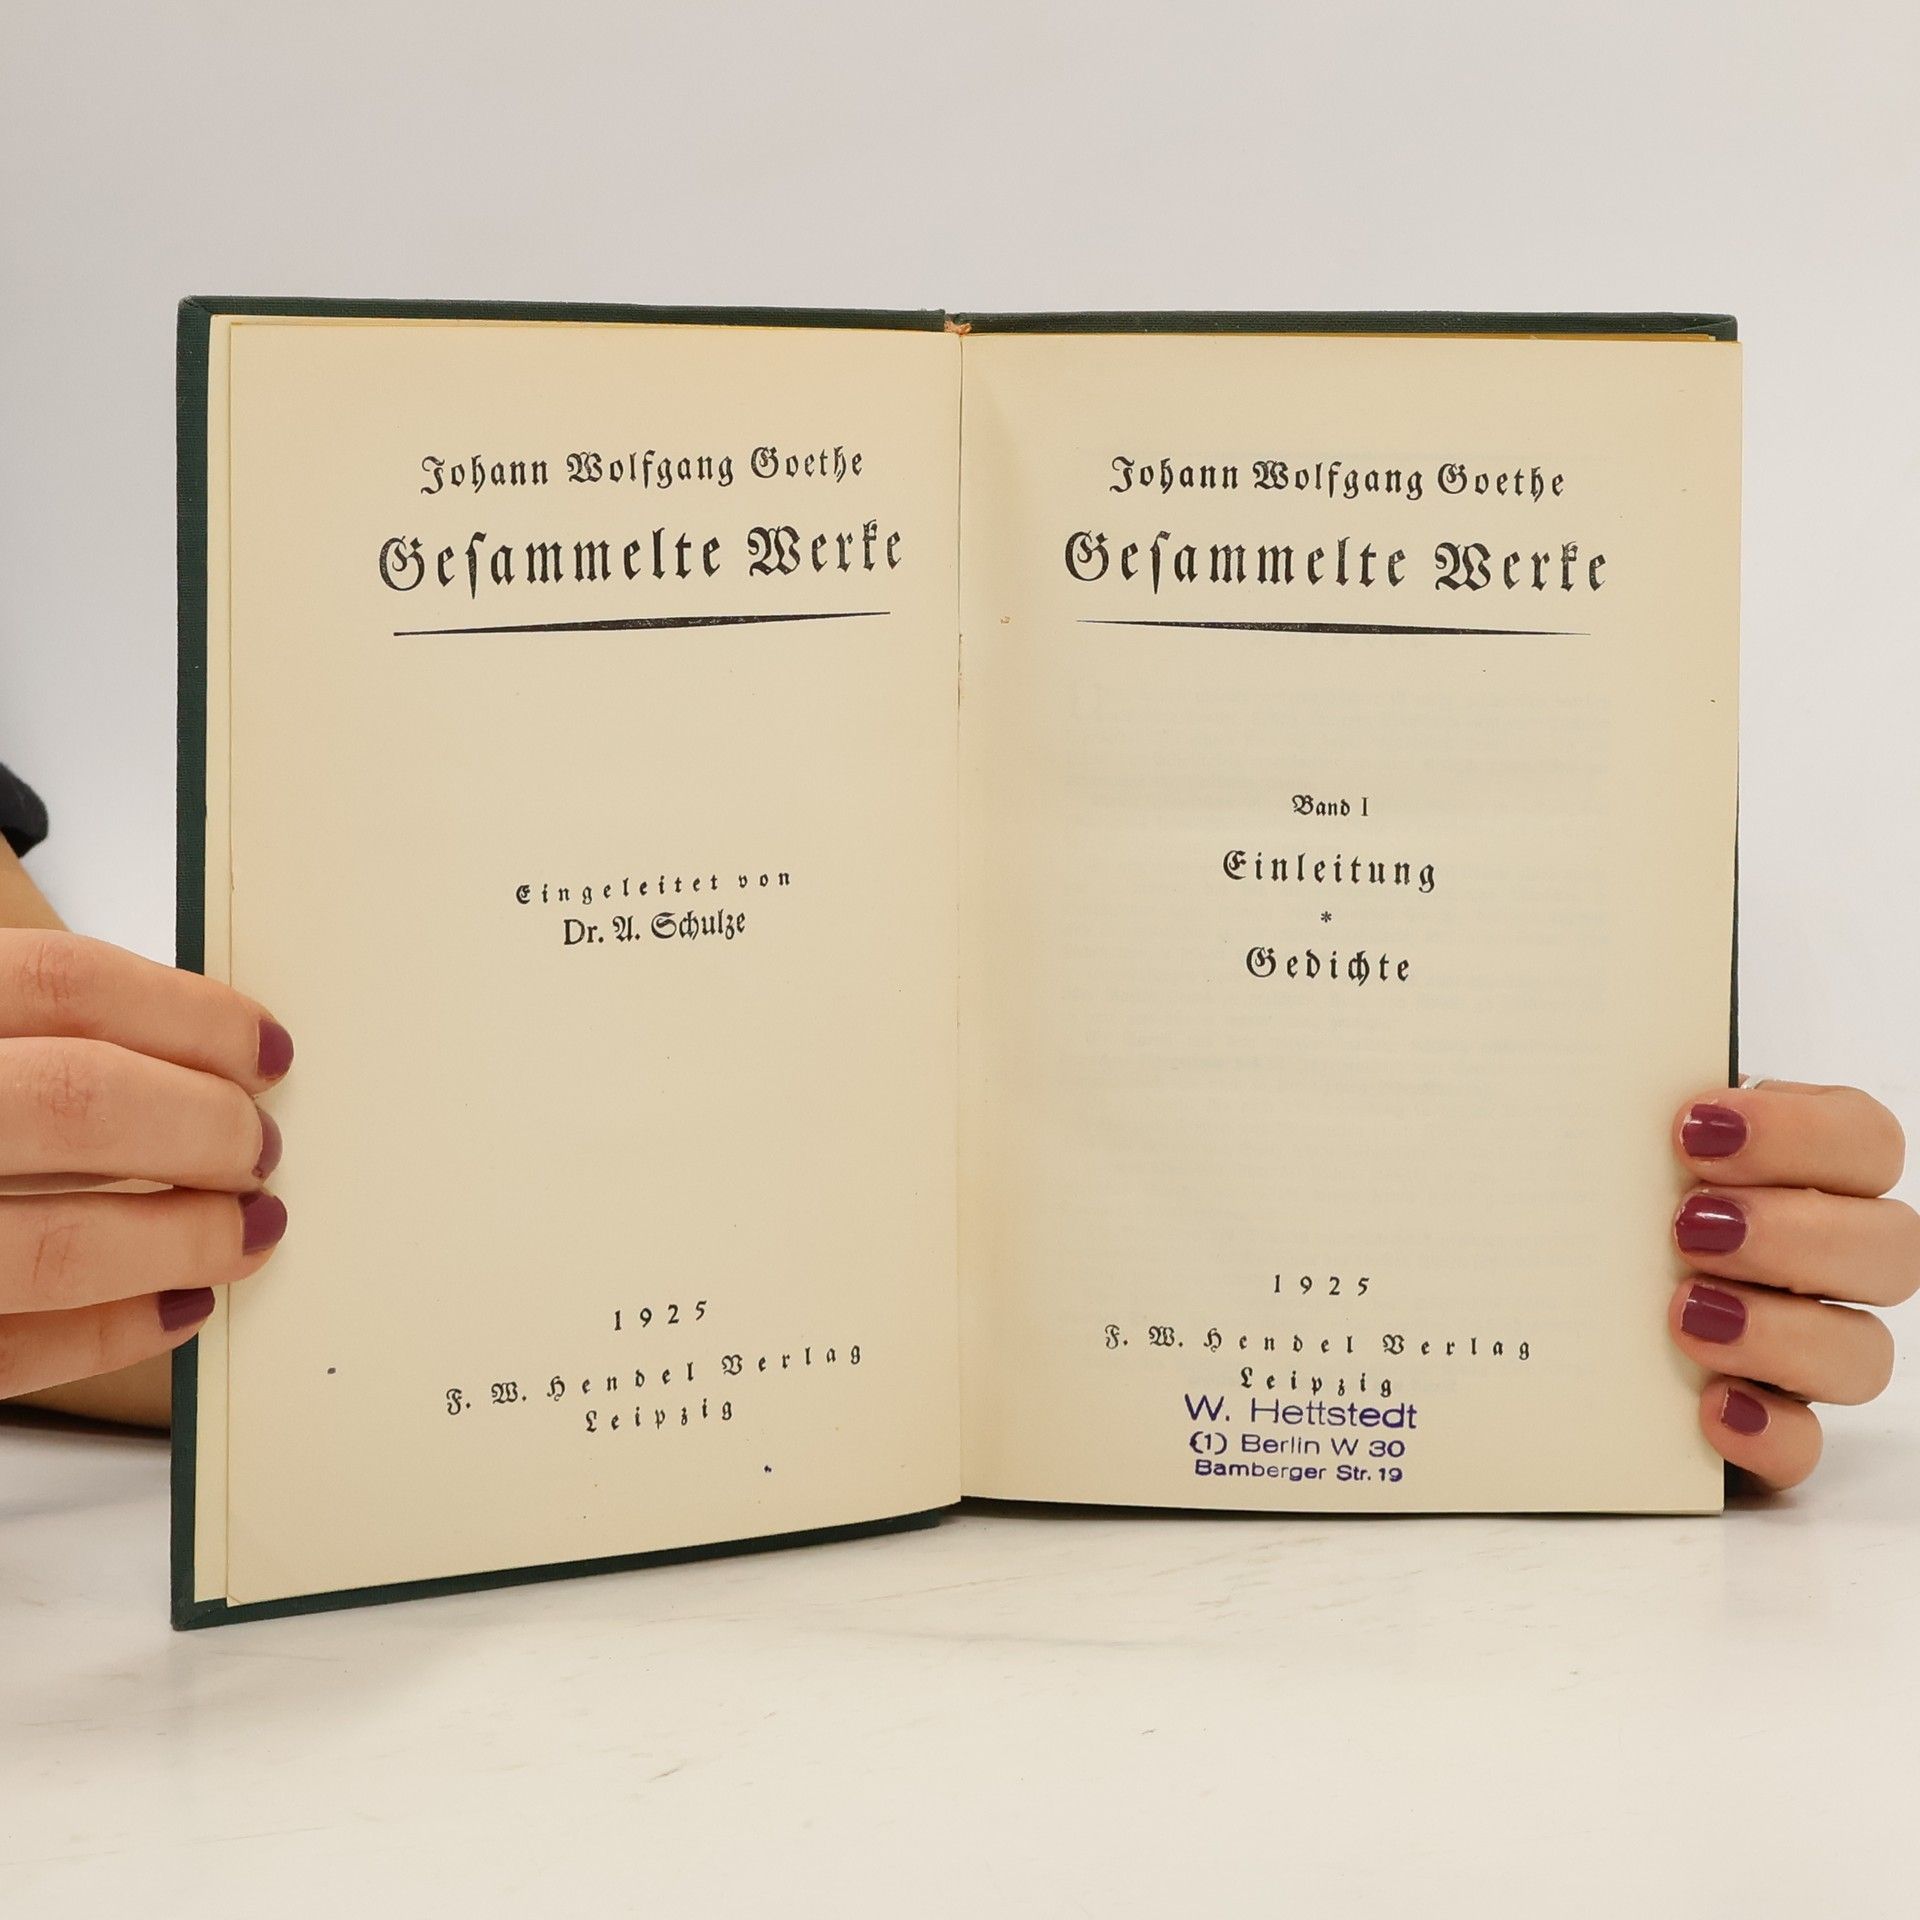 Johann Wolfgang Goethe
Geſammelte Werke
Eingeleitet von
Dr. A. Schulze
1925
F. W. Hendel Verlag
Leipzig
Johann Wolfgang Goethe
Geſammelte Werke
Band I
Einleitung
*
Gedichte
1925
F. W. Hendel Verlag
Leipzig
W. Hettstedt
(1) Berlin W 30
Bamberger Str. 19